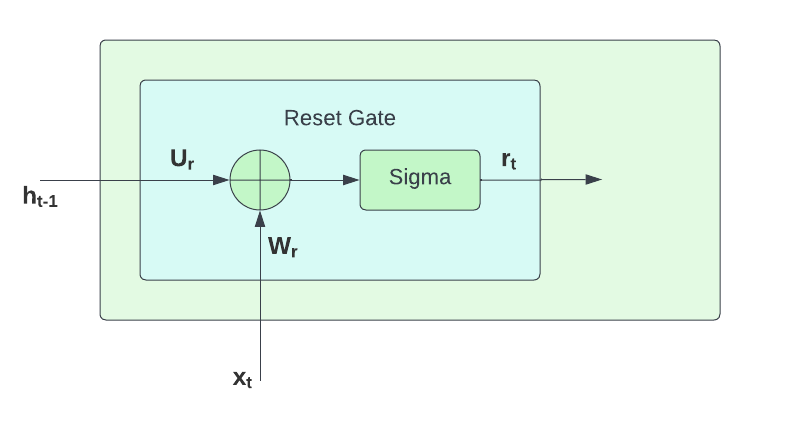 Reset Gate
Uᵣ
rₜ
Sigma
hₜ₋₁
Wᵣ
xₜ